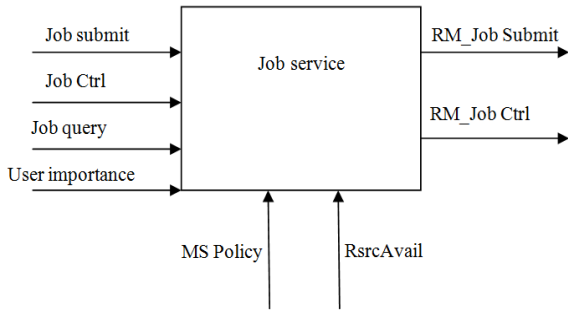 Job submit
RM_Job Submit
Job service
Job Ctrl
RM_Job Ctrl
Job query
User importance
MS Policy
RsrcAvail